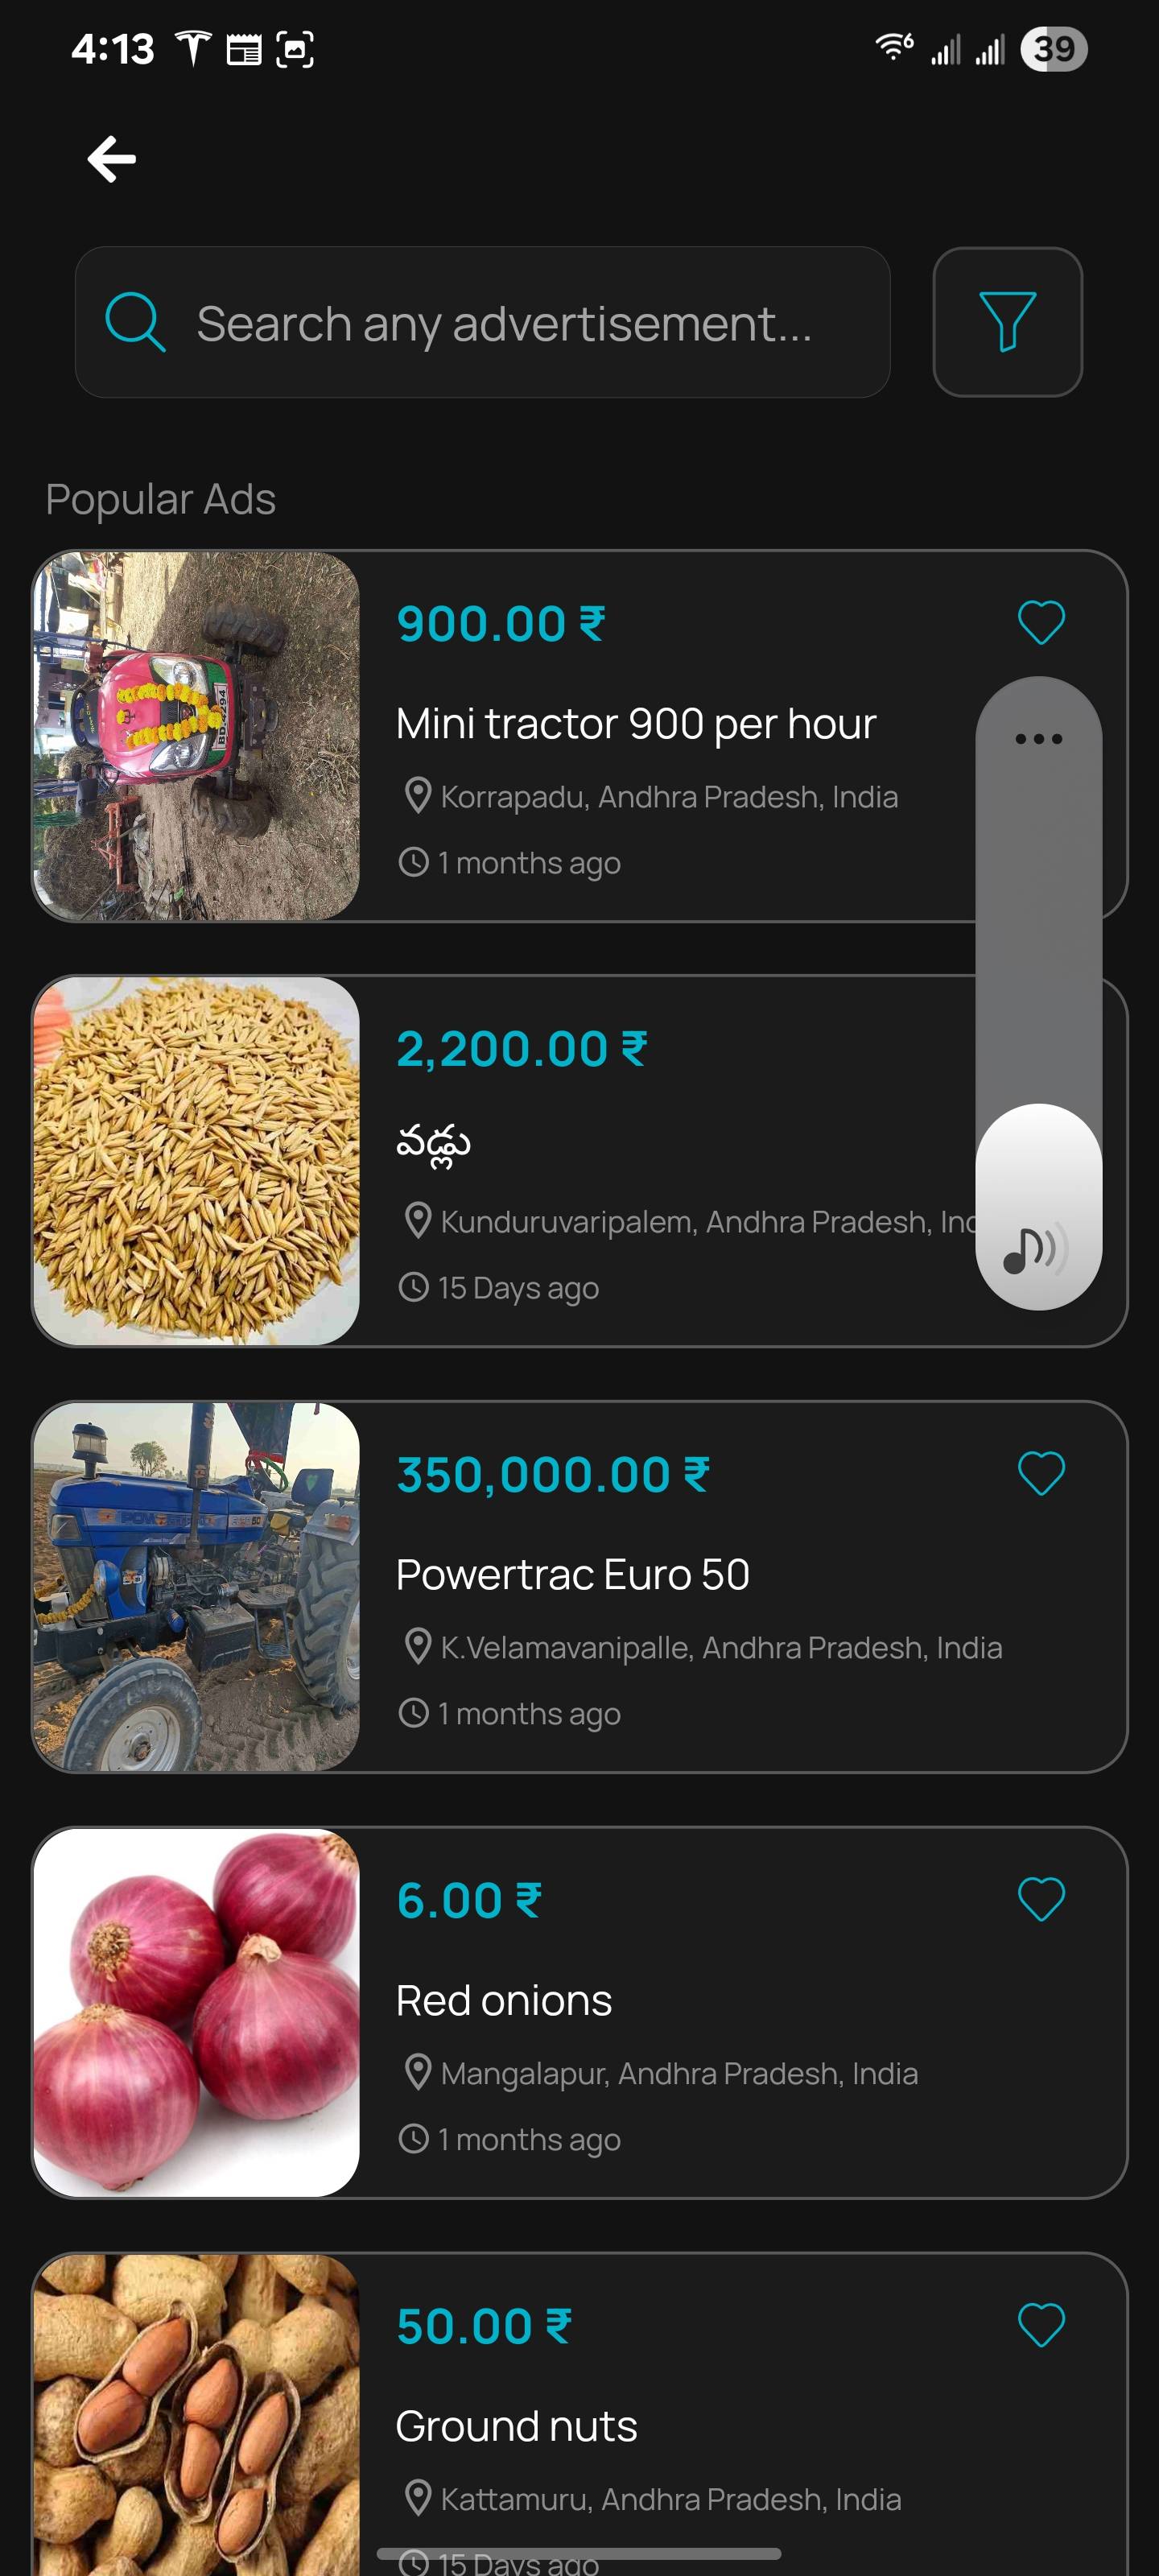 4:13
39
Search any advertisement...
Popular Ads
900.00 ₹
Mini tractor 900 per hour
Korrapadu, Andhra Pradesh, India
1 months ago
2,200.00 ₹
వడ్లు
Kunduruvaripalem, Andhra Pradesh,
15 Days ago
350,000.00 ₹
Powertrac Euro 50
K.Velamavanipalle, Andhra Pradesh, India
1 months ago
6.00 ₹
Red onions
Mangalapur, Andhra Pradesh, India
1 months ago
50.00 ₹
Ground nuts
Kattamuru, Andhra Pradesh, India
15 Days ago